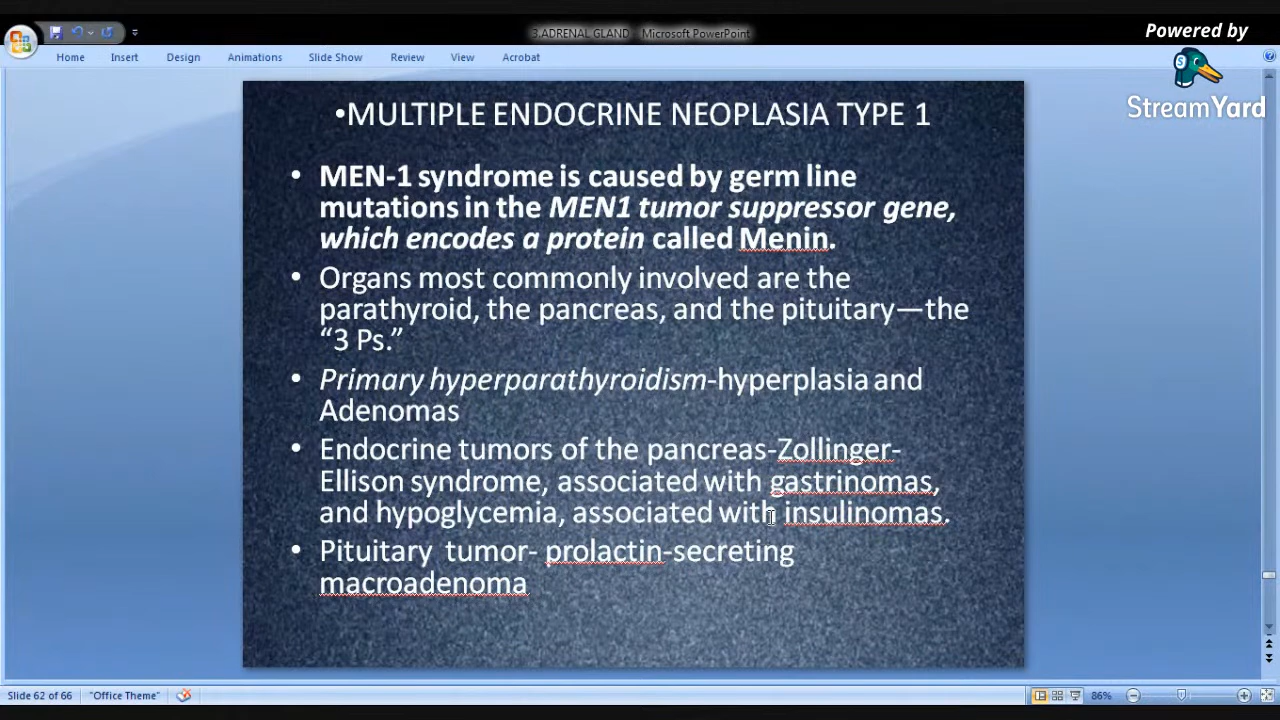 3.ADRENAL GLAND - Microsoft PowerPoint
Powered by
StreamYard
Home Insert Design Animations Slide Show Review View Acrobat
•MULTIPLE ENDOCRINE NEOPLASIA TYPE 1
• MEN-1 syndrome is caused by germ line
mutations in the MEN1 tumor suppressor gene,
which encodes a protein called Menin.
• Organs most commonly involved are the
parathyroid, the pancreas, and the pituitary—the
“3 Ps.”
• Primary hyperparathyroidism-hyperplasia and
Adenomas
• Endocrine tumors of the pancreas-Zollinger-
Ellison syndrome, associated with gastrinomas,
and hypoglycemia, associated with insulinomas.
• Pituitary tumor- prolactin-secreting
macroadenoma
Slide 62 of 66 "Office Theme" 86%